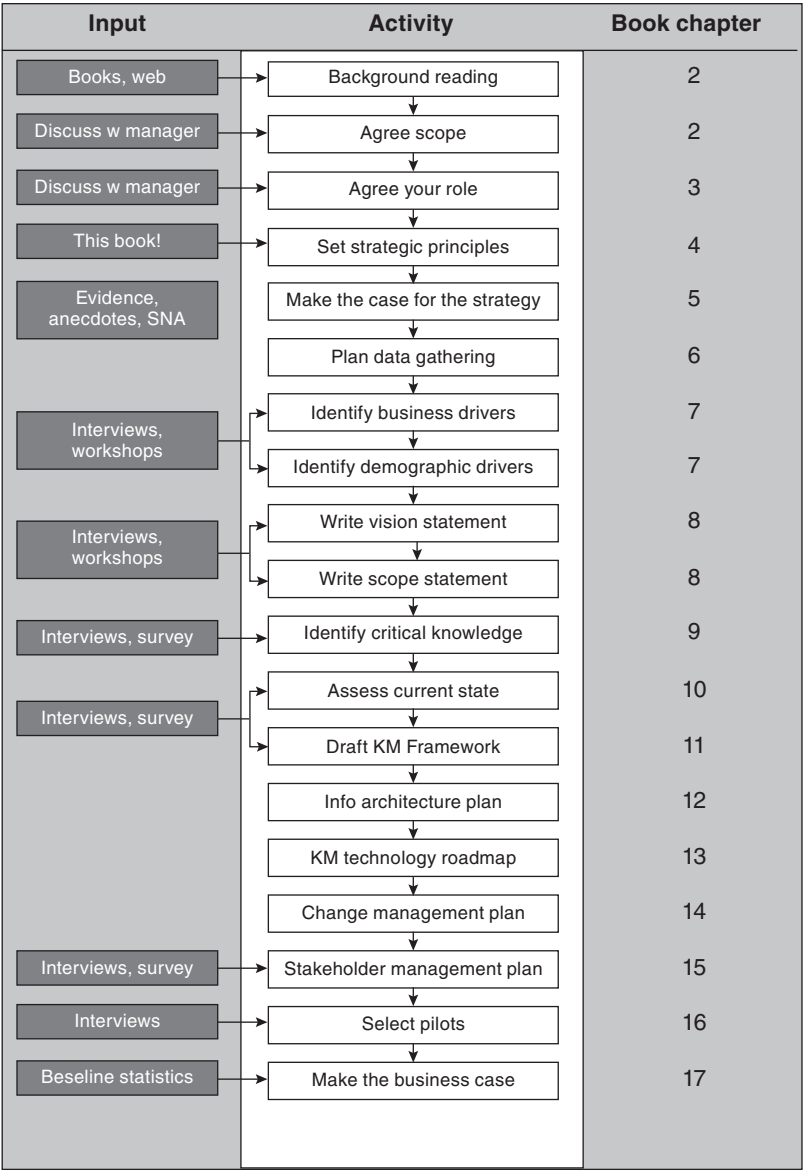 Input Activity Book chapter
Books, web Background reading 2
Discuss w manager Agree scope 2
Discuss w manager Agree your role 3
This book! Set strategic principles 4
Evidence,
anecdotes, SNA Make the case for the strategy 5
Plan data gathering 6
Interviews,
workshops
Identify business drivers 7
Identify demographic drivers 7
Interviews,
workshops
Write vision statement 8
Write scope statement 8
Interviews, survey Identify critical knowledge 9
Interviews, survey
Assess current state 10
Draft KM Framework 11
Info architecture plan 12
KM technology roadmap 13
Change management plan 14
Interviews, survey Stakeholder management plan 15
Interviews Select pilots 16
Beseline statistics Make the business case 17